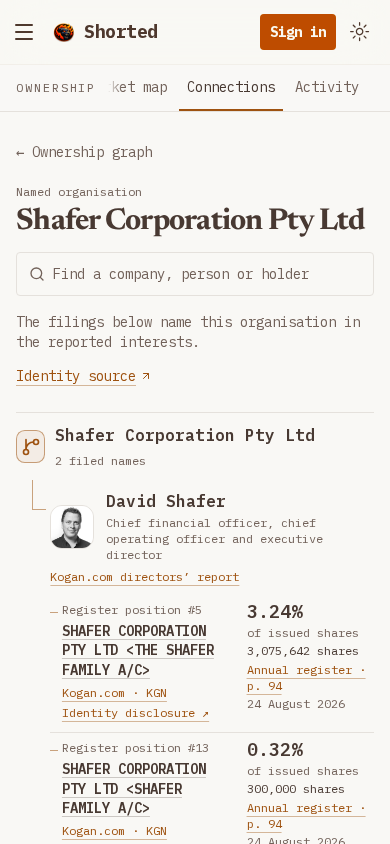 Shorted
Sign in
OWNERSHIP
ket map
Connections
Activity
← Ownership graph
Named organisation
Shafer Corporation Pty Ltd
Find a company, person or holder
The filings below name this organisation in
the reported interests.
Identity source ↗
Shafer Corporation Pty Ltd
2 filed names
David Shafer
Chief financial officer, chief
operating officer and executive
director
Kogan.com directors’ report
Register position #5
SHAFER CORPORATION
PTY LTD <THE SHAFER
FAMILY A/C>
Kogan.com · KGN
Identity disclosure ↗
3.24%
of issued shares
3,075,642 shares
Annual register ·
p. 94
24 August 2026
Register position #13
SHAFER CORPORATION
PTY LTD <SHAFER
FAMILY A/C>
Kogan.com · KGN
0.32%
of issued shares
300,000 shares
Annual register ·
p. 94
24 August 2026